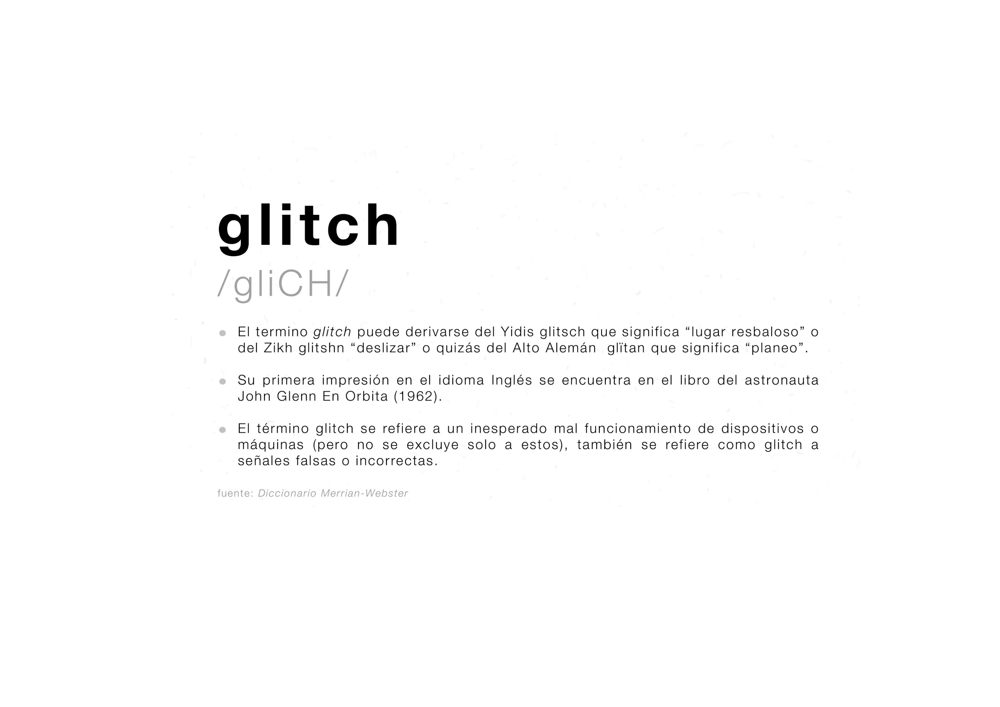 glitch
/gliCH/
El termino glitch puede derivarse del Yidis glitsch que significa “lugar resbaloso” o
del Zikh glitshn “deslizar” o quizás del Alto Alemán glïtan que significa “planeo”.
Su primera impresión en el idioma Inglés se encuentra en el libro del astronauta
John Glenn En Orbita (1962).
El término glitch se refiere a un inesperado mal funcionamiento de dispositivos o
máquinas (pero no se excluye solo a estos), también se refiere como glitch a
señales falsas o incorrectas.
fuente: Diccionario Merrian-Webster